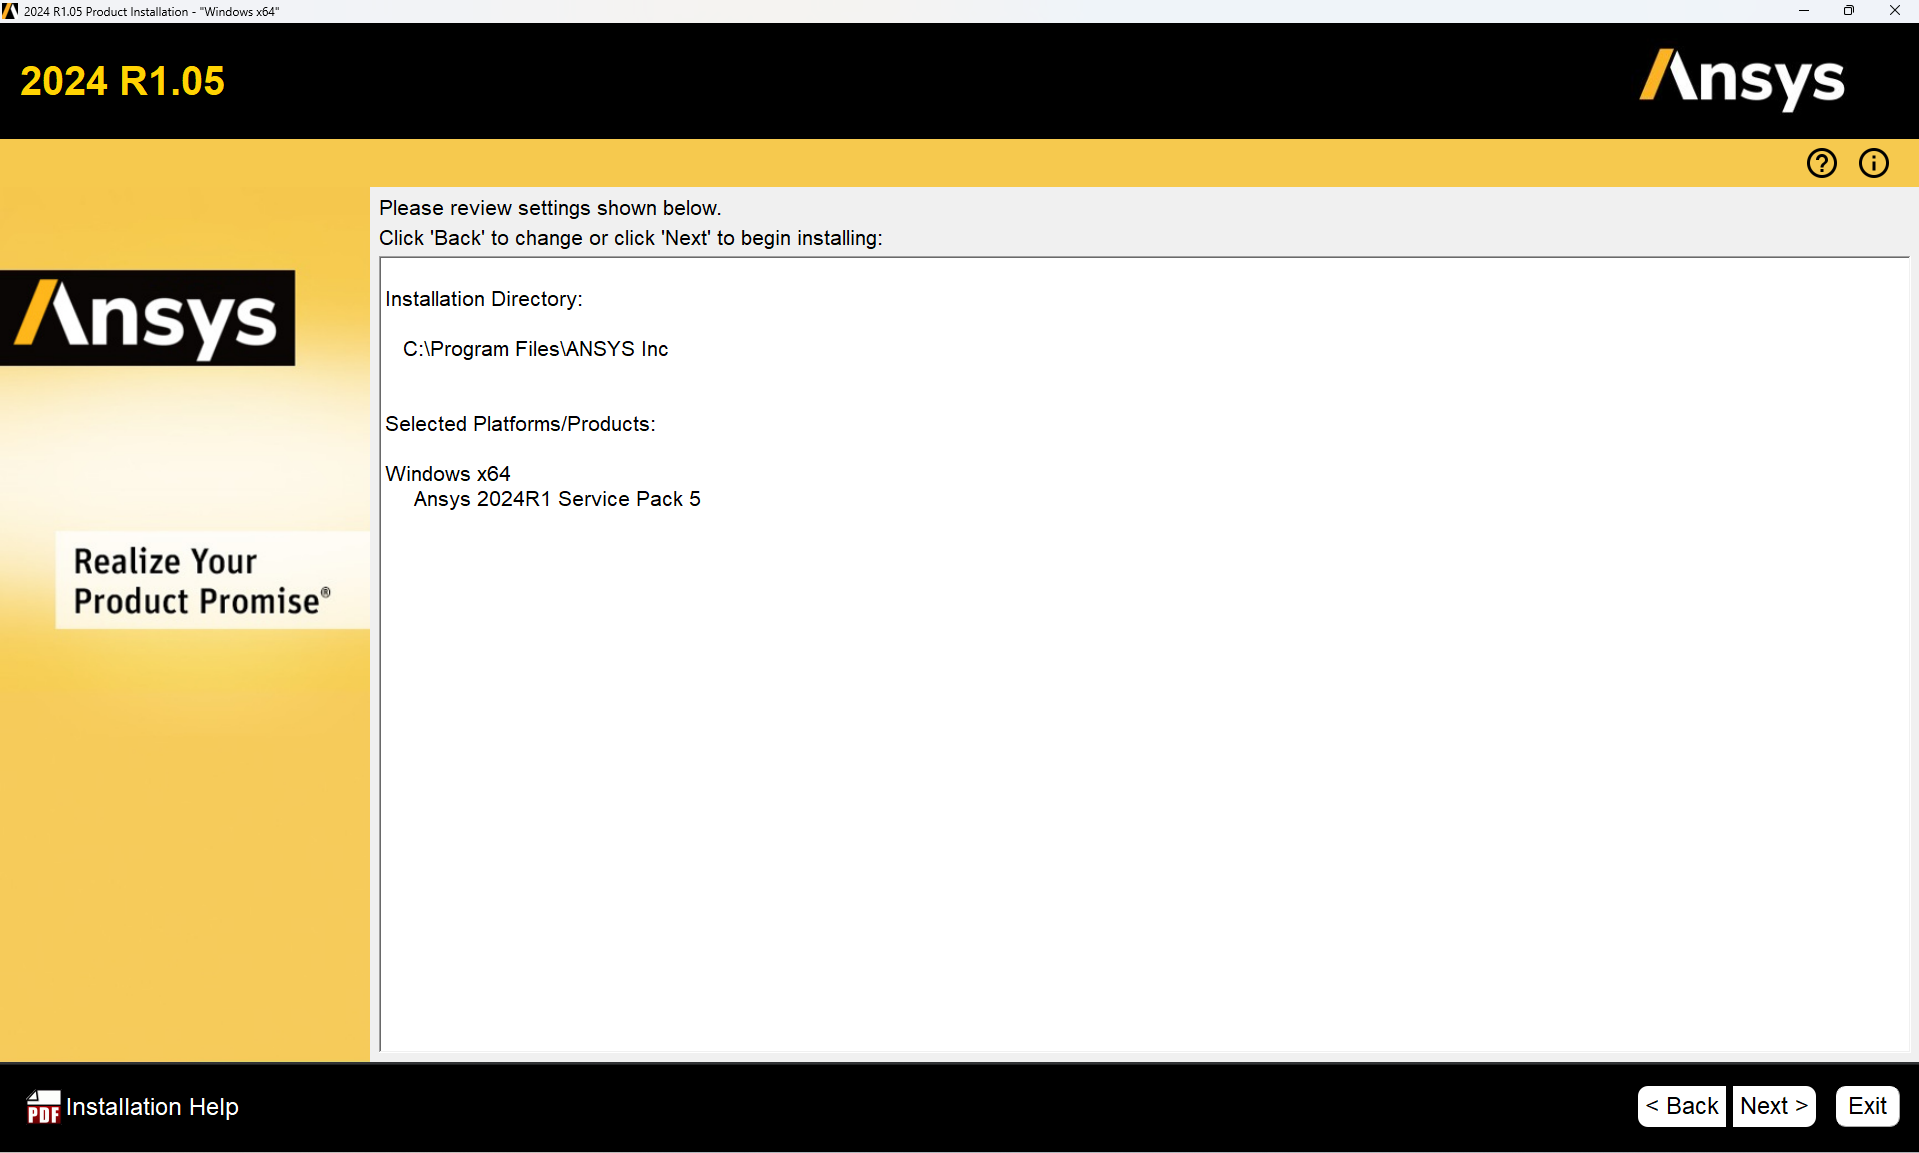 2024 R1.05 Product Installation - "Windows x64"
2024 R1.05
Ansys
Please review settings shown below.
Click 'Back' to change or click 'Next' to begin installing:
Ansys
Installation Directory:
C:\Program Files\ANSYS Inc
Selected Platforms/Products:
Windows x64
Ansys 2024R1 Service Pack 5
Realize Your
Product Promise®
PDF Installation Help
< Back Next > Exit